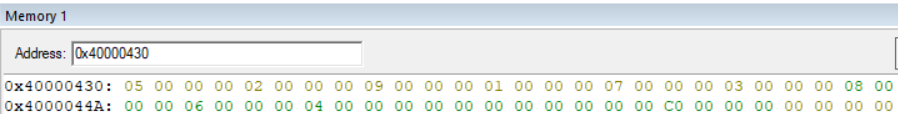 Memory 1
Address: 0x40000430
0x40000430: 05 00 00 00 02 00 00 00 09 00 00 00 01 00 00 00 07 00 00 00 03 00 00 00 08 00
0x4000044A: 00 00 06 00 00 00 04 00 00 00 00 00 00 00 00 00 00 00 C0 00 00 00 00 00 00 00